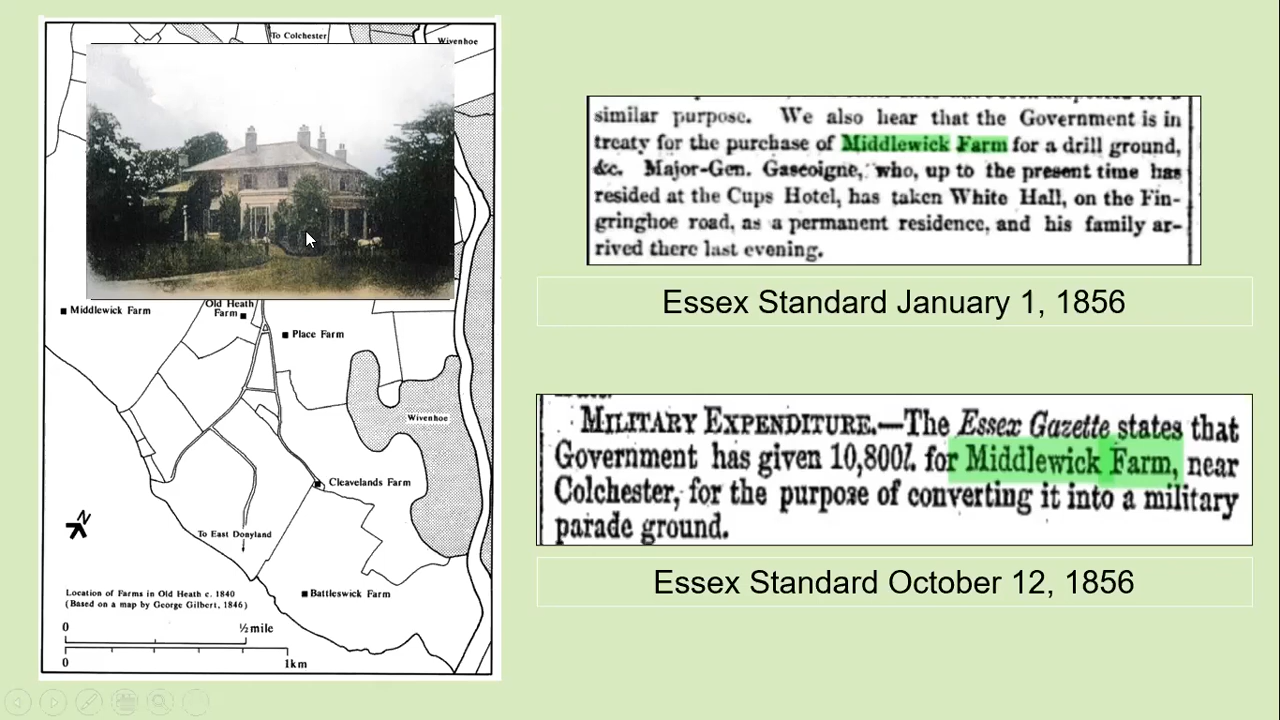 To Colchester
Wivenhoe
Middlewick Farm
Old Heath
Farm
Place Farm
Wivenhoe
Cleavelands Farm
N
To East Donyland
Battleswick Farm
Location of Farms in Old Heath c. 1840
(Based on a map by George Gilbert, 1846)
0 ½ mile
0 1km
similar purpose. We also hear that the Government is in
treaty for the purchase of Middlewick Farm for a drill ground,
&c. Major-Gen. Gascoigne, who, up to the present time has
resided at the Cups Hotel, has taken White Hall, on the Fin-
gringhoe road, as a permanent residence, and his family ar-
rived there last evening.
Essex Standard January 1, 1856
MILITARY EXPENDITURE.—The Essex Gazette states that
Government has given 10,800l. for Middlewick Farm, near
Colchester, for the purpose of converting it into a military
parade ground.
Essex Standard October 12, 1856